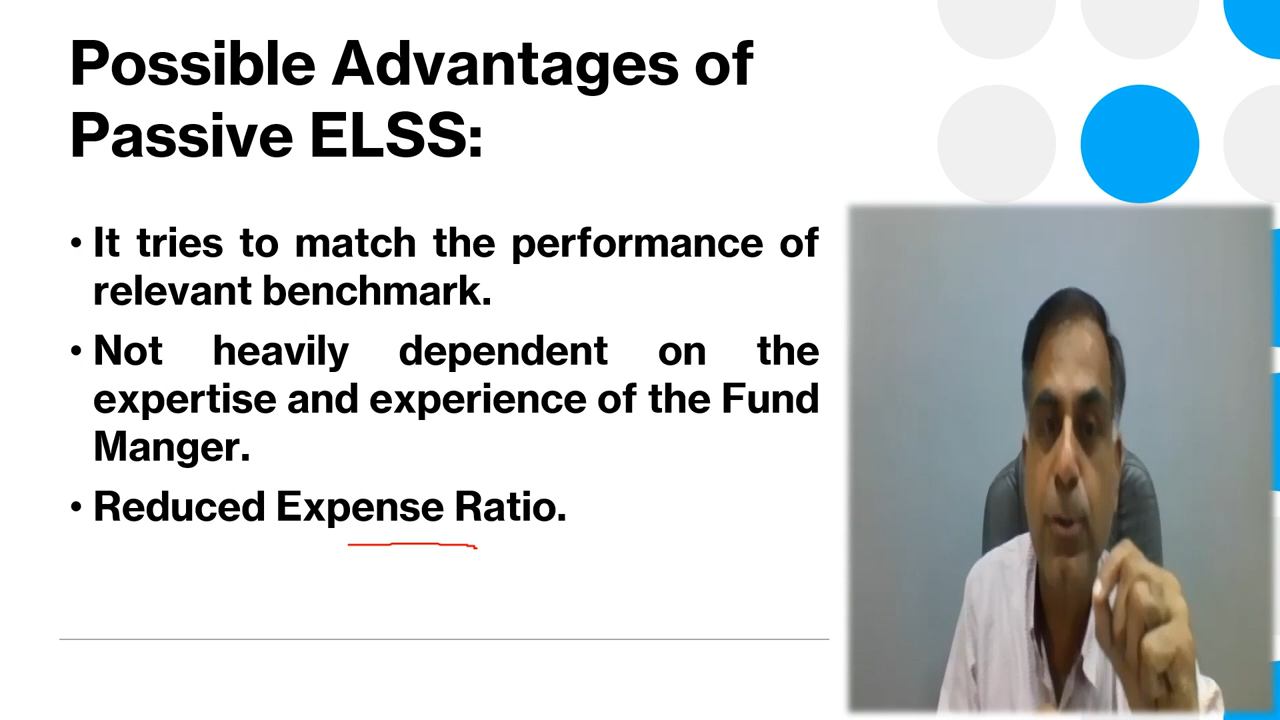 Possible Advantages of
Passive ELSS:
• It tries to match the performance of
relevant benchmark.
• Not heavily dependent on the
expertise and experience of the Fund
Manger.
• Reduced Expense Ratio.